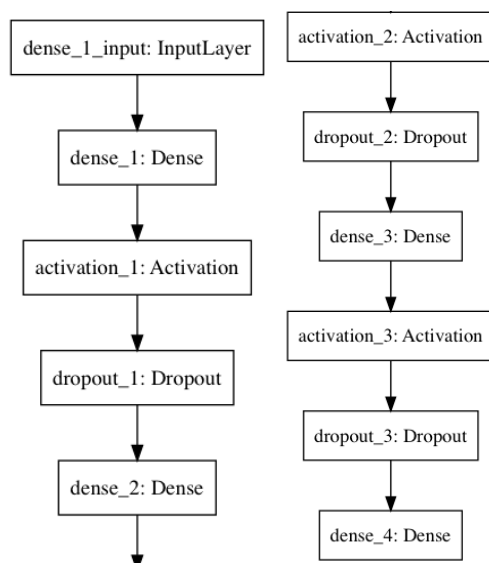 dense_1_input: InputLayer
dense_1: Dense
activation_1: Activation
dropout_1: Dropout
dense_2: Dense
activation_2: Activation
dropout_2: Dropout
dense_3: Dense
activation_3: Activation
dropout_3: Dropout
dense_4: Dense